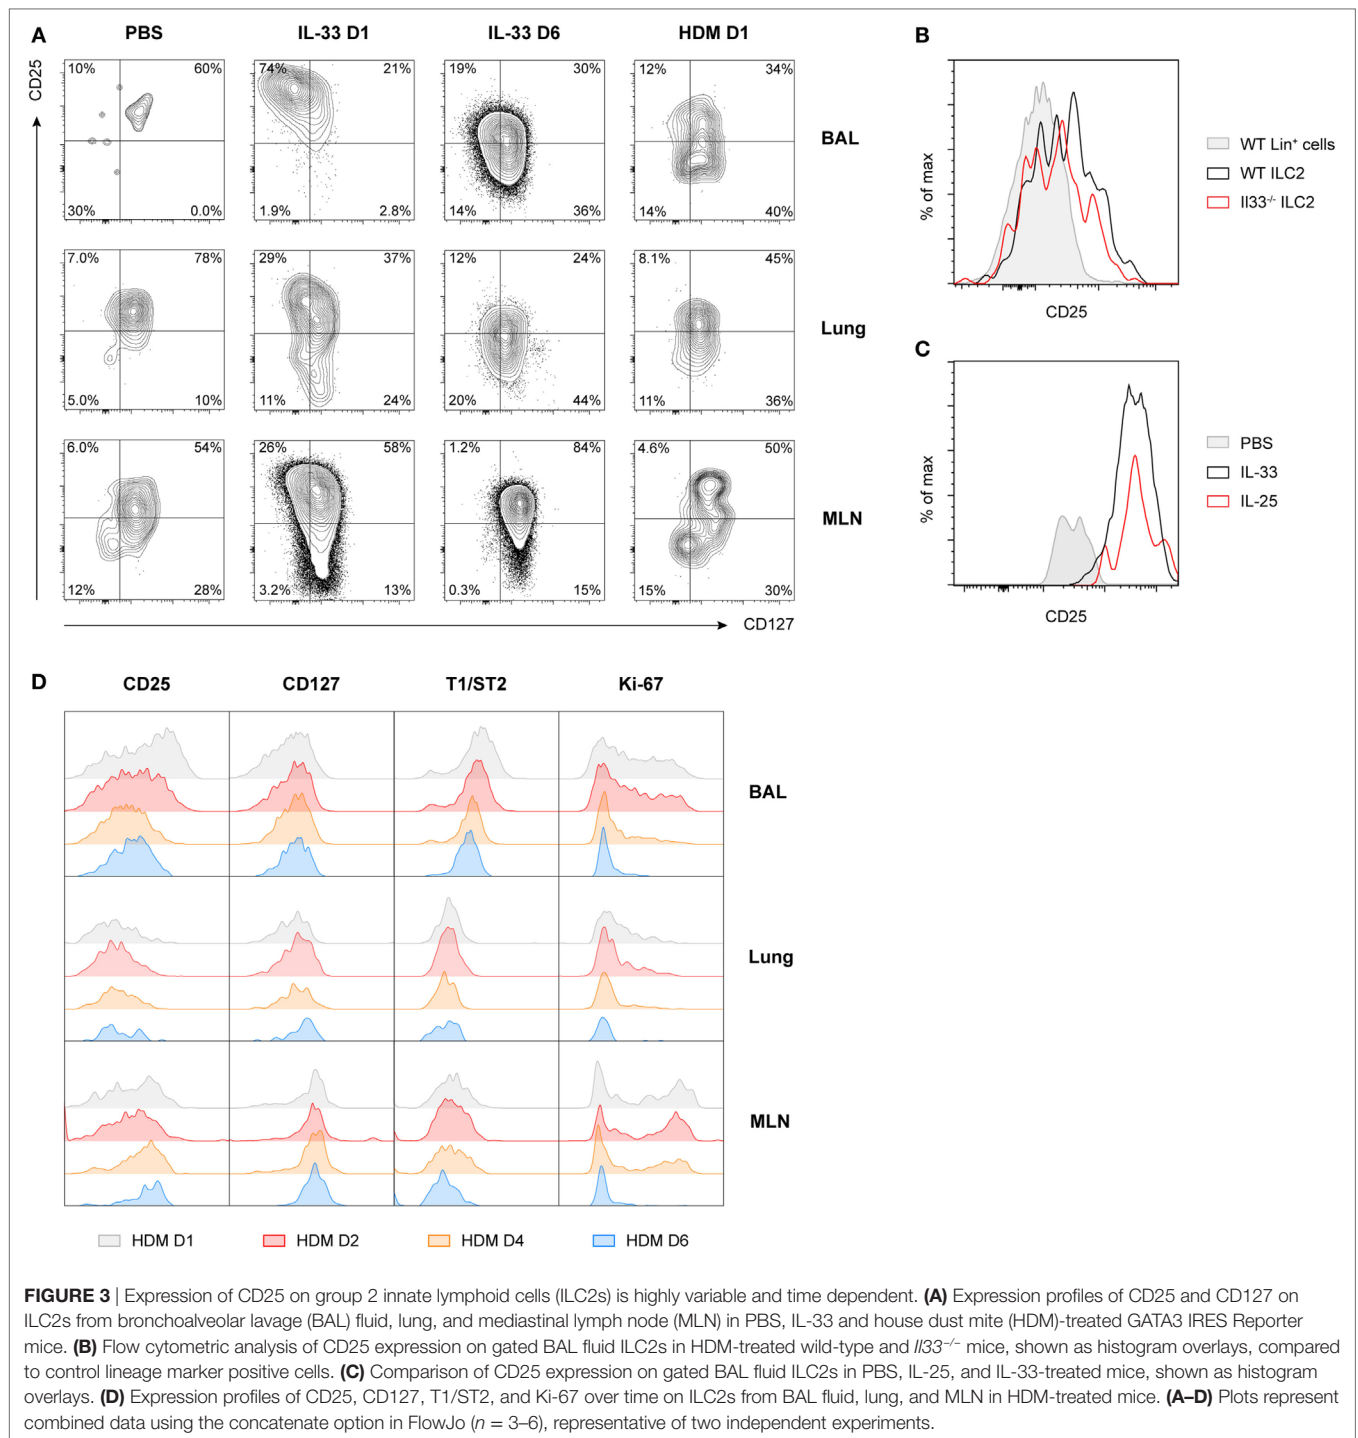 A
PBS
IL-33 D1
IL-33 D6
HDM D1
CD25
10%
60%
30%
0.0%
74%
21%
1.9%
2.8%
19%
30%
14%
36%
12%
34%
14%
40%
BAL
7.0%
78%
5.0%
10%
29%
37%
11%
24%
12%
24%
20%
44%
8.1%
45%
11%
36%
Lung
6.0%
54%
12%
28%
26%
58%
3.2%
13%
1.2%
84%
0.3%
15%
4.6%
50%
15%
30%
MLN
CD127
B
% of max
CD25
WT Lin⁺ cells
WT ILC2
Il33⁻/⁻ ILC2
C
% of max
CD25
PBS
IL-33
IL-25
D
CD25
CD127
T1/ST2
Ki-67
BAL
Lung
MLN
HDM D1
HDM D2
HDM D4
HDM D6
FIGURE 3 | Expression of CD25 on group 2 innate lymphoid cells (ILC2s) is highly variable and time dependent. (A) Expression profiles of CD25 and CD127 on
ILC2s from bronchoalveolar lavage (BAL) fluid, lung, and mediastinal lymph node (MLN) in PBS, IL-33 and house dust mite (HDM)-treated GATA3 IRES Reporter
mice. (B) Flow cytometric analysis of CD25 expression on gated BAL fluid ILC2s in HDM-treated wild-type and Il33⁻/⁻ mice, shown as histogram overlays, compared
to control lineage marker positive cells. (C) Comparison of CD25 expression on gated BAL fluid ILC2s in PBS, IL-25, and IL-33-treated mice, shown as histogram
overlays. (D) Expression profiles of CD25, CD127, T1/ST2, and Ki-67 over time on ILC2s from BAL fluid, lung, and MLN in HDM-treated mice. (A–D) Plots represent
combined data using the concatenate option in FlowJo (n = 3–6), representative of two independent experiments.